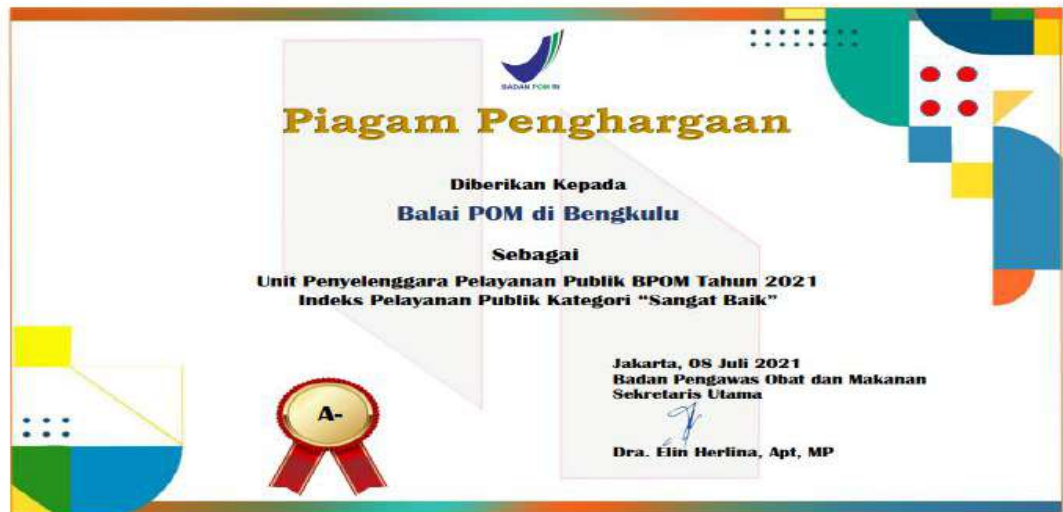 BADAN POM RI
Piagam Penghargaan
Diberikan Kepada
Balai POM di Bengkulu
Sebagai
Unit Penyelenggara Pelayanan Publik BPOM Tahun 2021
Indeks Pelayanan Publik Kategori “Sangat Baik”
Jakarta, 08 Juli 2021
Badan Pengawas Obat dan Makanan
Sekretaris Utama
Dra. Elin Herlina, Apt, MP
A-